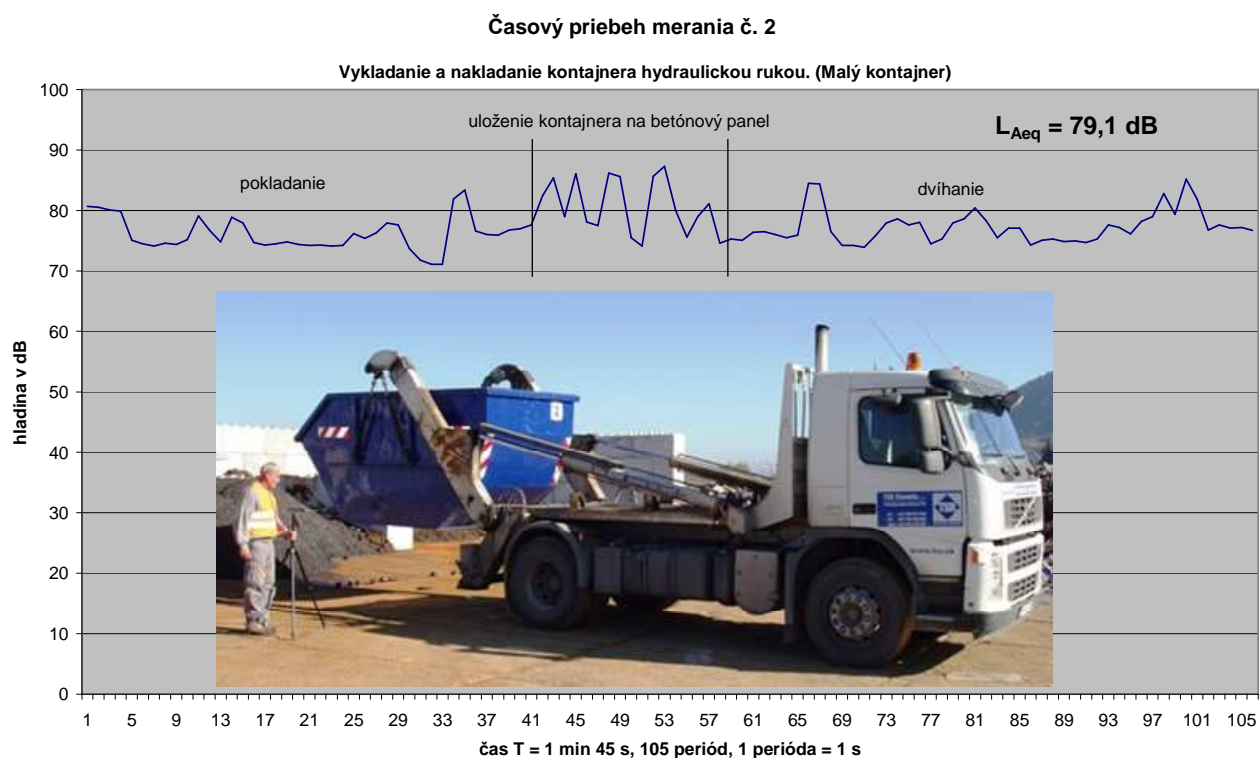 Časový priebeh merania č. 2
Vykladanie a nakladanie kontajnera hydraulickou rukou. (Malý kontajner)
100
90
80
70
60
50
40
30
20
10
0
hladina v dB
uloženie kontajnera na betónový panel
L_Aeq = 79,1 dB
pokladanie
dvíhanie
1 5 9 13 17 21 25 29 33 37 41 45 49 53 57 61 65 69 73 77 81 85 89 93 97 101 105
čas T = 1 min 45 s, 105 periód, 1 perióda = 1 s